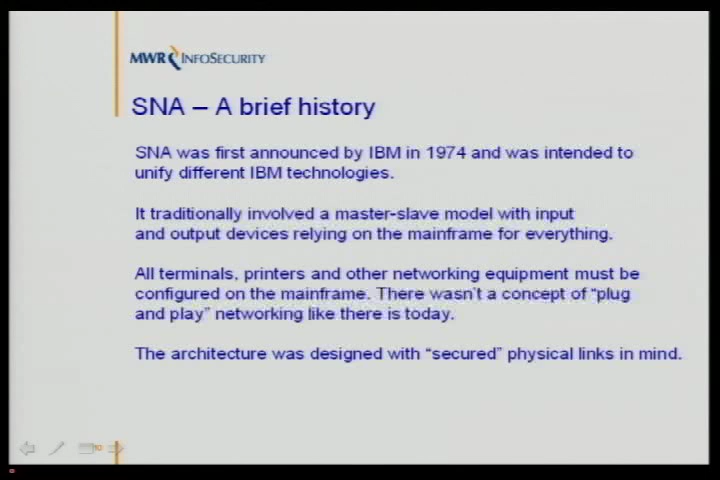 MWR INFOSECURITY
SNA – A brief history
SNA was first announced by IBM in 1974 and was intended to
unify different IBM technologies.
It traditionally involved a master-slave model with input
and output devices relying on the mainframe for everything.
All terminals, printers and other networking equipment must be
configured on the mainframe. There wasn't a concept of “plug
and play” networking like there is today.
The architecture was designed with “secured” physical links in mind.